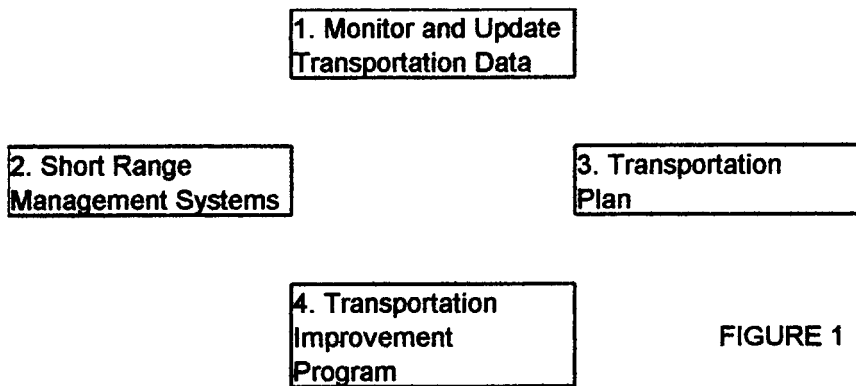 1. Monitor and Update
Transportation Data
2. Short Range
Management Systems
3. Transportation
Plan
4. Transportation
Improvement
Program
FIGURE 1